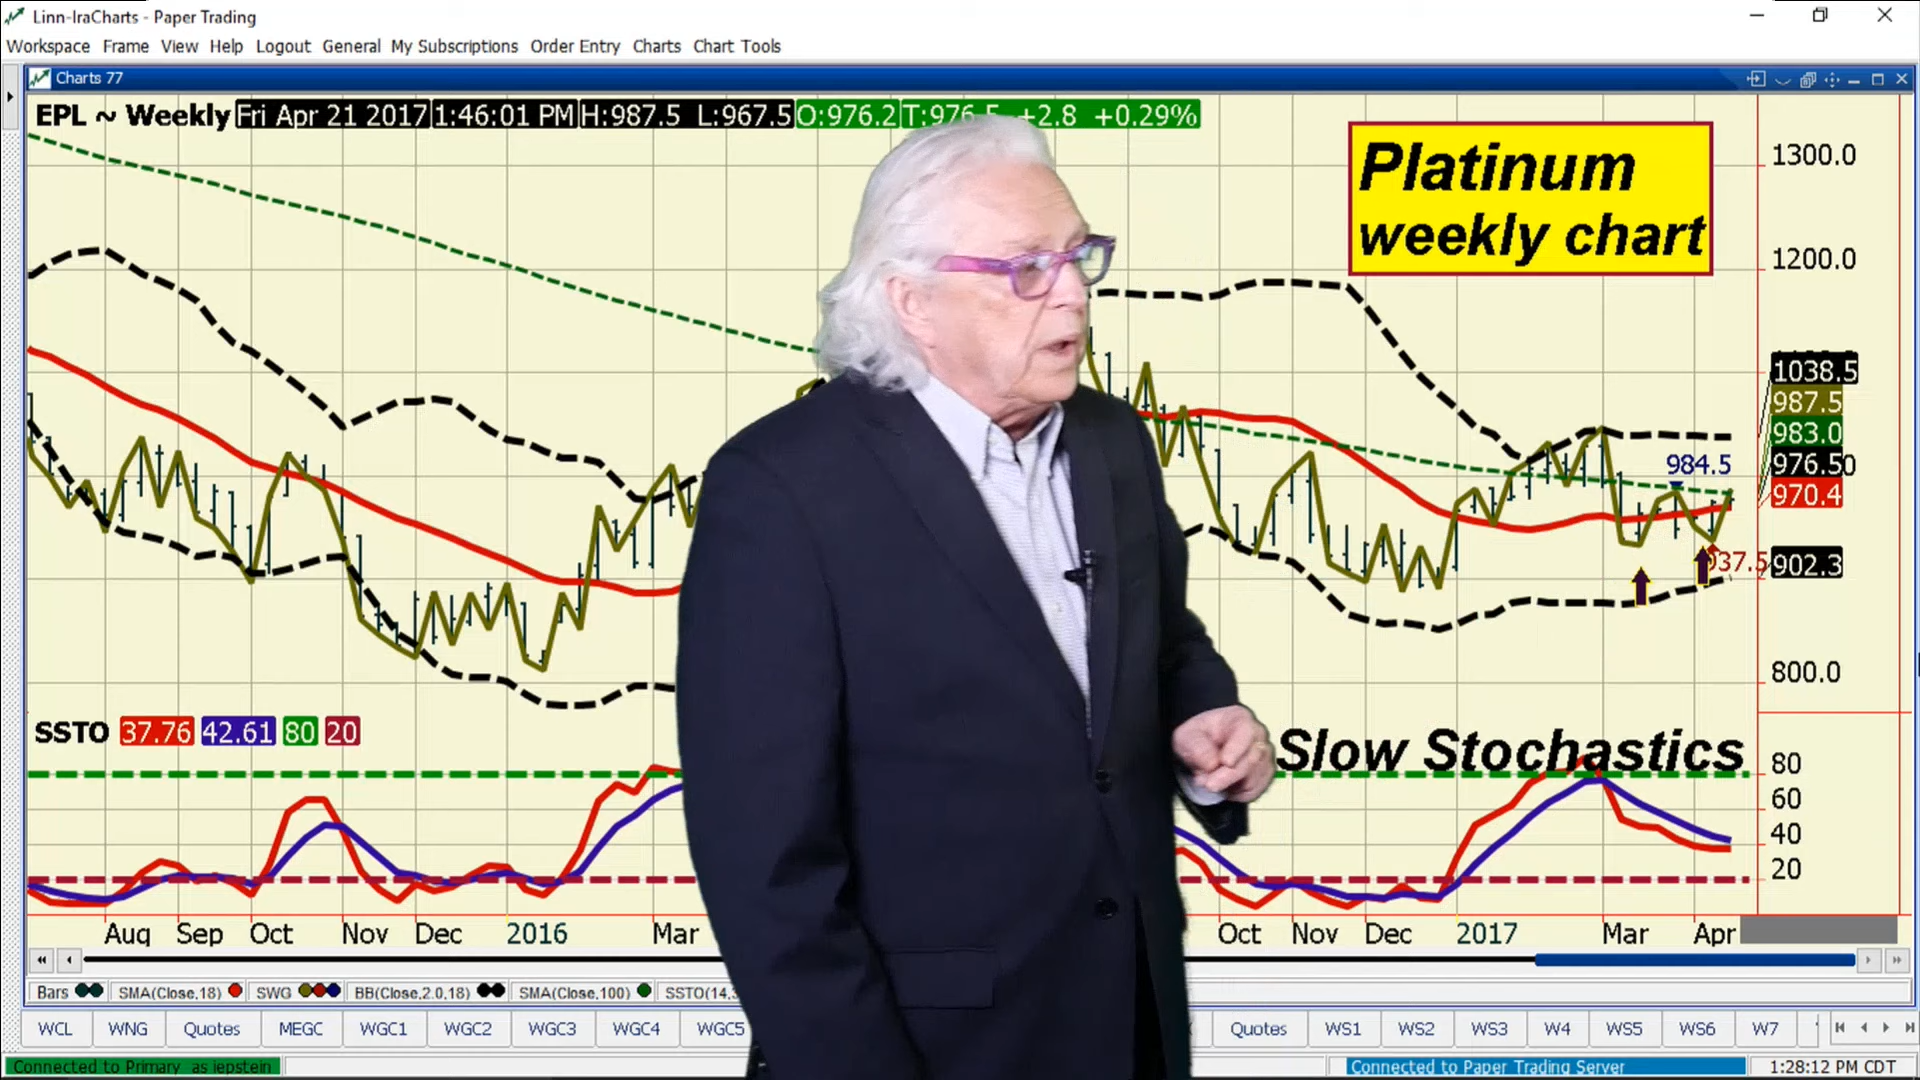 Linn-IraCharts - Paper Trading
Workspace Frame View Help Logout General My Subscriptions Order Entry Charts Chart Tools
Charts 77
EPL ~ Weekly Fri Apr 21 2017 1:46:01 PM H:987.5 L:967.5 O:976.2 T:976.5 +2.8 +0.29%
Platinum
weekly chart
1300.0
1200.0
1038.5
987.5
983.0
984.5
976.50
970.4
937.5
902.3
800.0
SSTO 37.76 42.61 80 20
Slow Stochastics
80
60
40
20
Aug Sep Oct Nov Dec 2016 Mar Oct Nov Dec 2017 Mar Apr
Bars SMA(Close,18) SWG BB(Close,2.0,18) SMA(Close,100) SSTO(14,3
WCL WNG Quotes MEGC WGC1 WGC2 WGC3 WGC4 WGC5 Quotes WS1 WS2 WS3 W4 WS5 WS6 W7
Connected to Primary as iepstein
Connected to Paper Trading Server
1:28:12 PM CDT